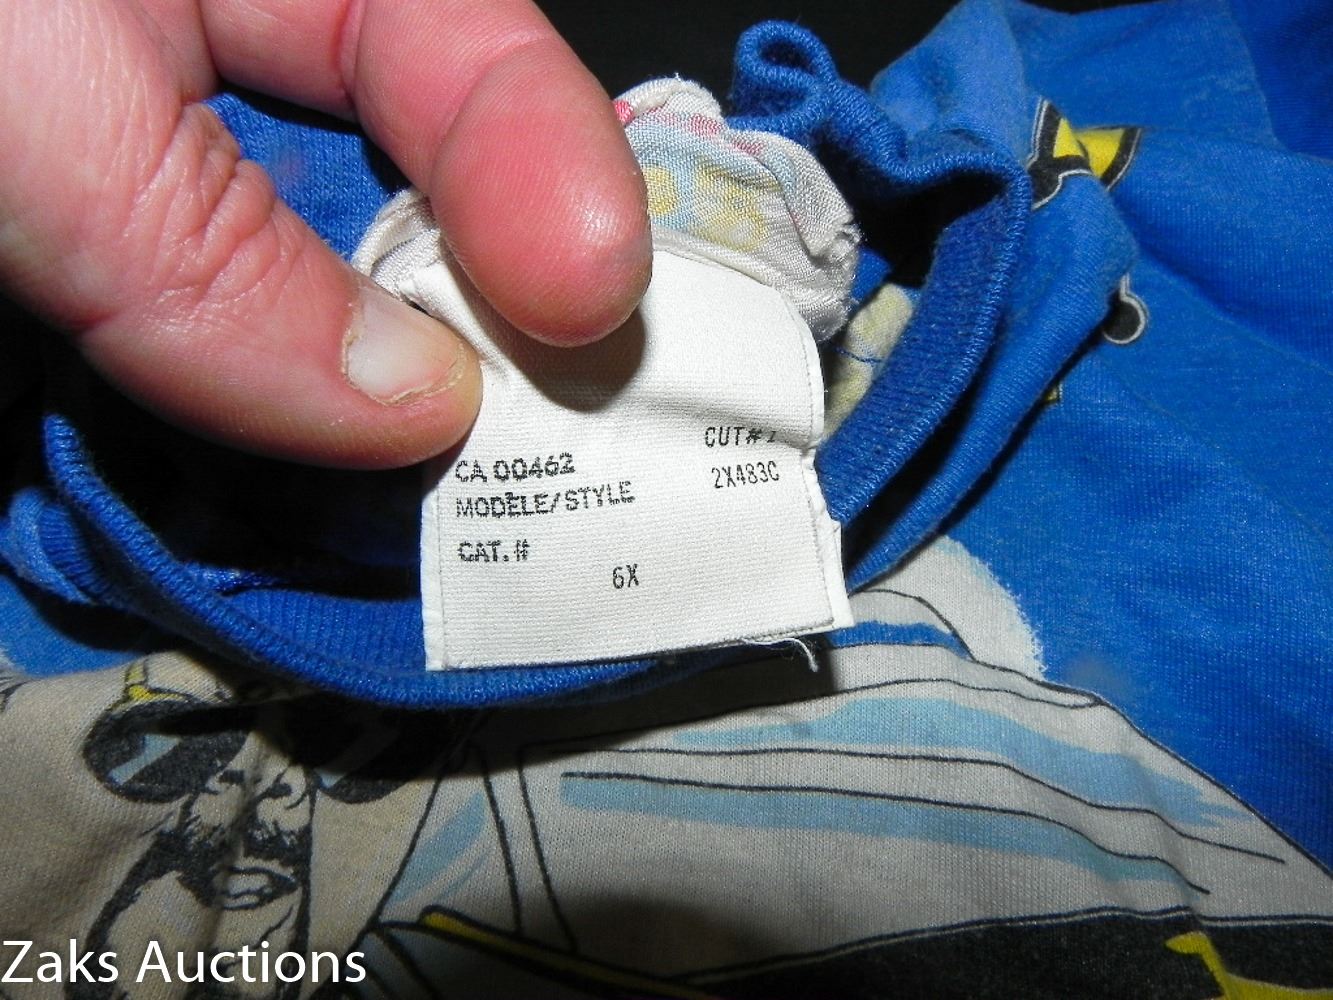 CUT#
CA 00462
2X483C
MODÈLE/STYLE
CAT.#
6X
Zaks Auctions